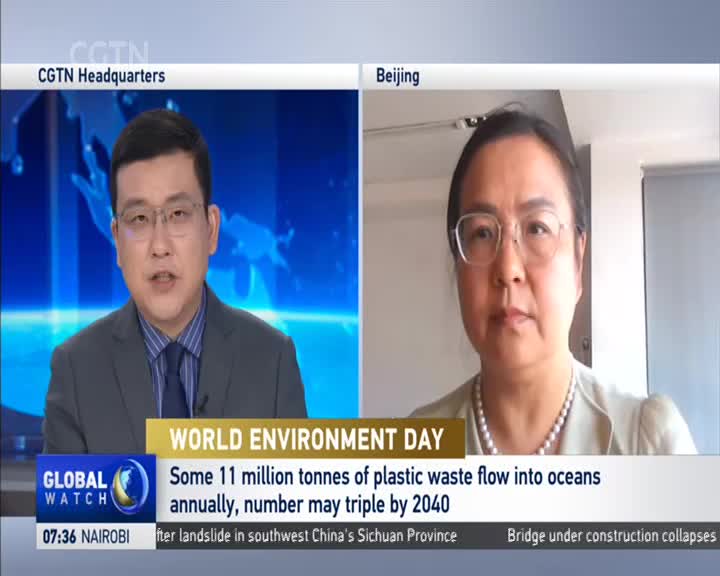 CGTN
CGTN Headquarters
Beijing
WORLD ENVIRONMENT DAY
GLOBAL
WATCH
Some 11 million tonnes of plastic waste flow into oceans
annually, number may triple by 2040
07:36 NAIROBI
fter landslide in southwest China's Sichuan Province Bridge under construction collapses